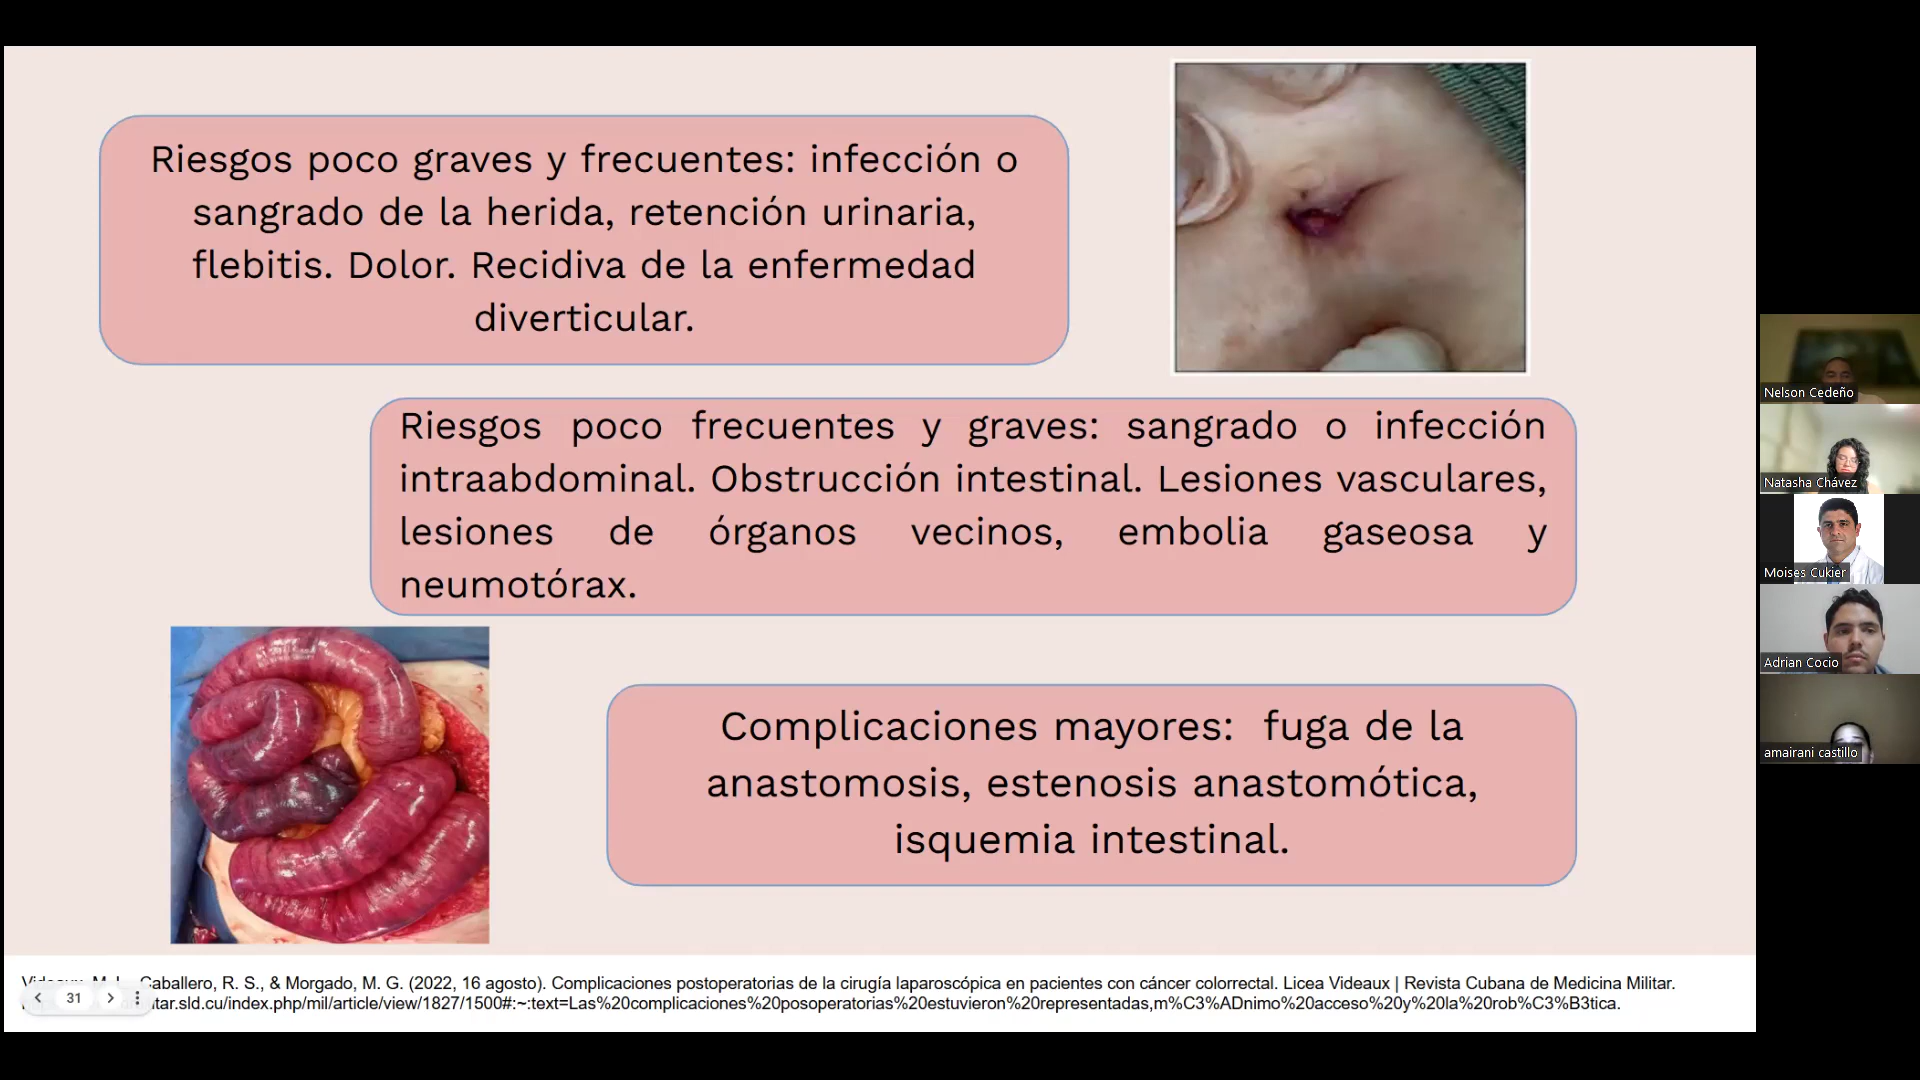 Riesgos poco graves y frecuentes: infección o
sangrado de la herida, retención urinaria,
flebitis. Dolor. Recidiva de la enfermedad
diverticular.
Riesgos poco frecuentes y graves: sangrado o infección
intraabdominal. Obstrucción intestinal. Lesiones vasculares,
lesiones de órganos vecinos, embolia gaseosa y
neumotórax.
Complicaciones mayores: fuga de la
anastomosis, estenosis anastomótica,
isquemia intestinal.
Caballero, R. S., & Morgado, M. G. (2022, 16 agosto). Complicaciones postoperatorias de la cirugía laparoscópica en pacientes con cáncer colorrectal. Licea Videaux | Revista Cubana de Medicina Militar.
tar.sld.cu/index.php/mil/article/view/1827/1500#:~:text=Las%20complicaciones%20posoperatorias%20estuvieron%20representadas,m%C3%ADnimo%20acceso%20y%20la%20rob%C3%B3tica.
31
Nelson Cedeño
Natasha Chávez
Moises Cukier
Adrian Cocio
amairani castillo